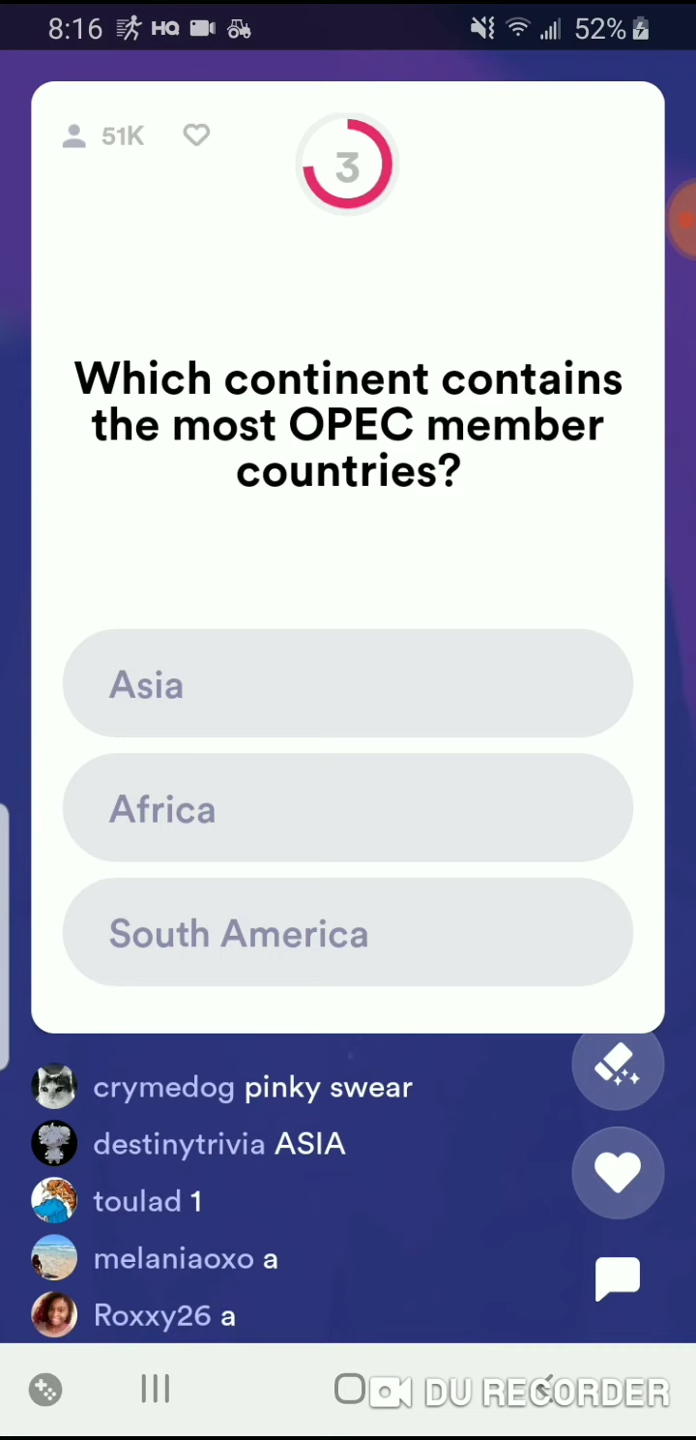 8:16 HQ 52%
51K
3
Which continent contains
the most OPEC member
countries?
Asia
Africa
South America
crymedog pinky swear
destinytrivia ASIA
toulad 1
melaniaoxo a
Roxxy26 a
DU RECORDER